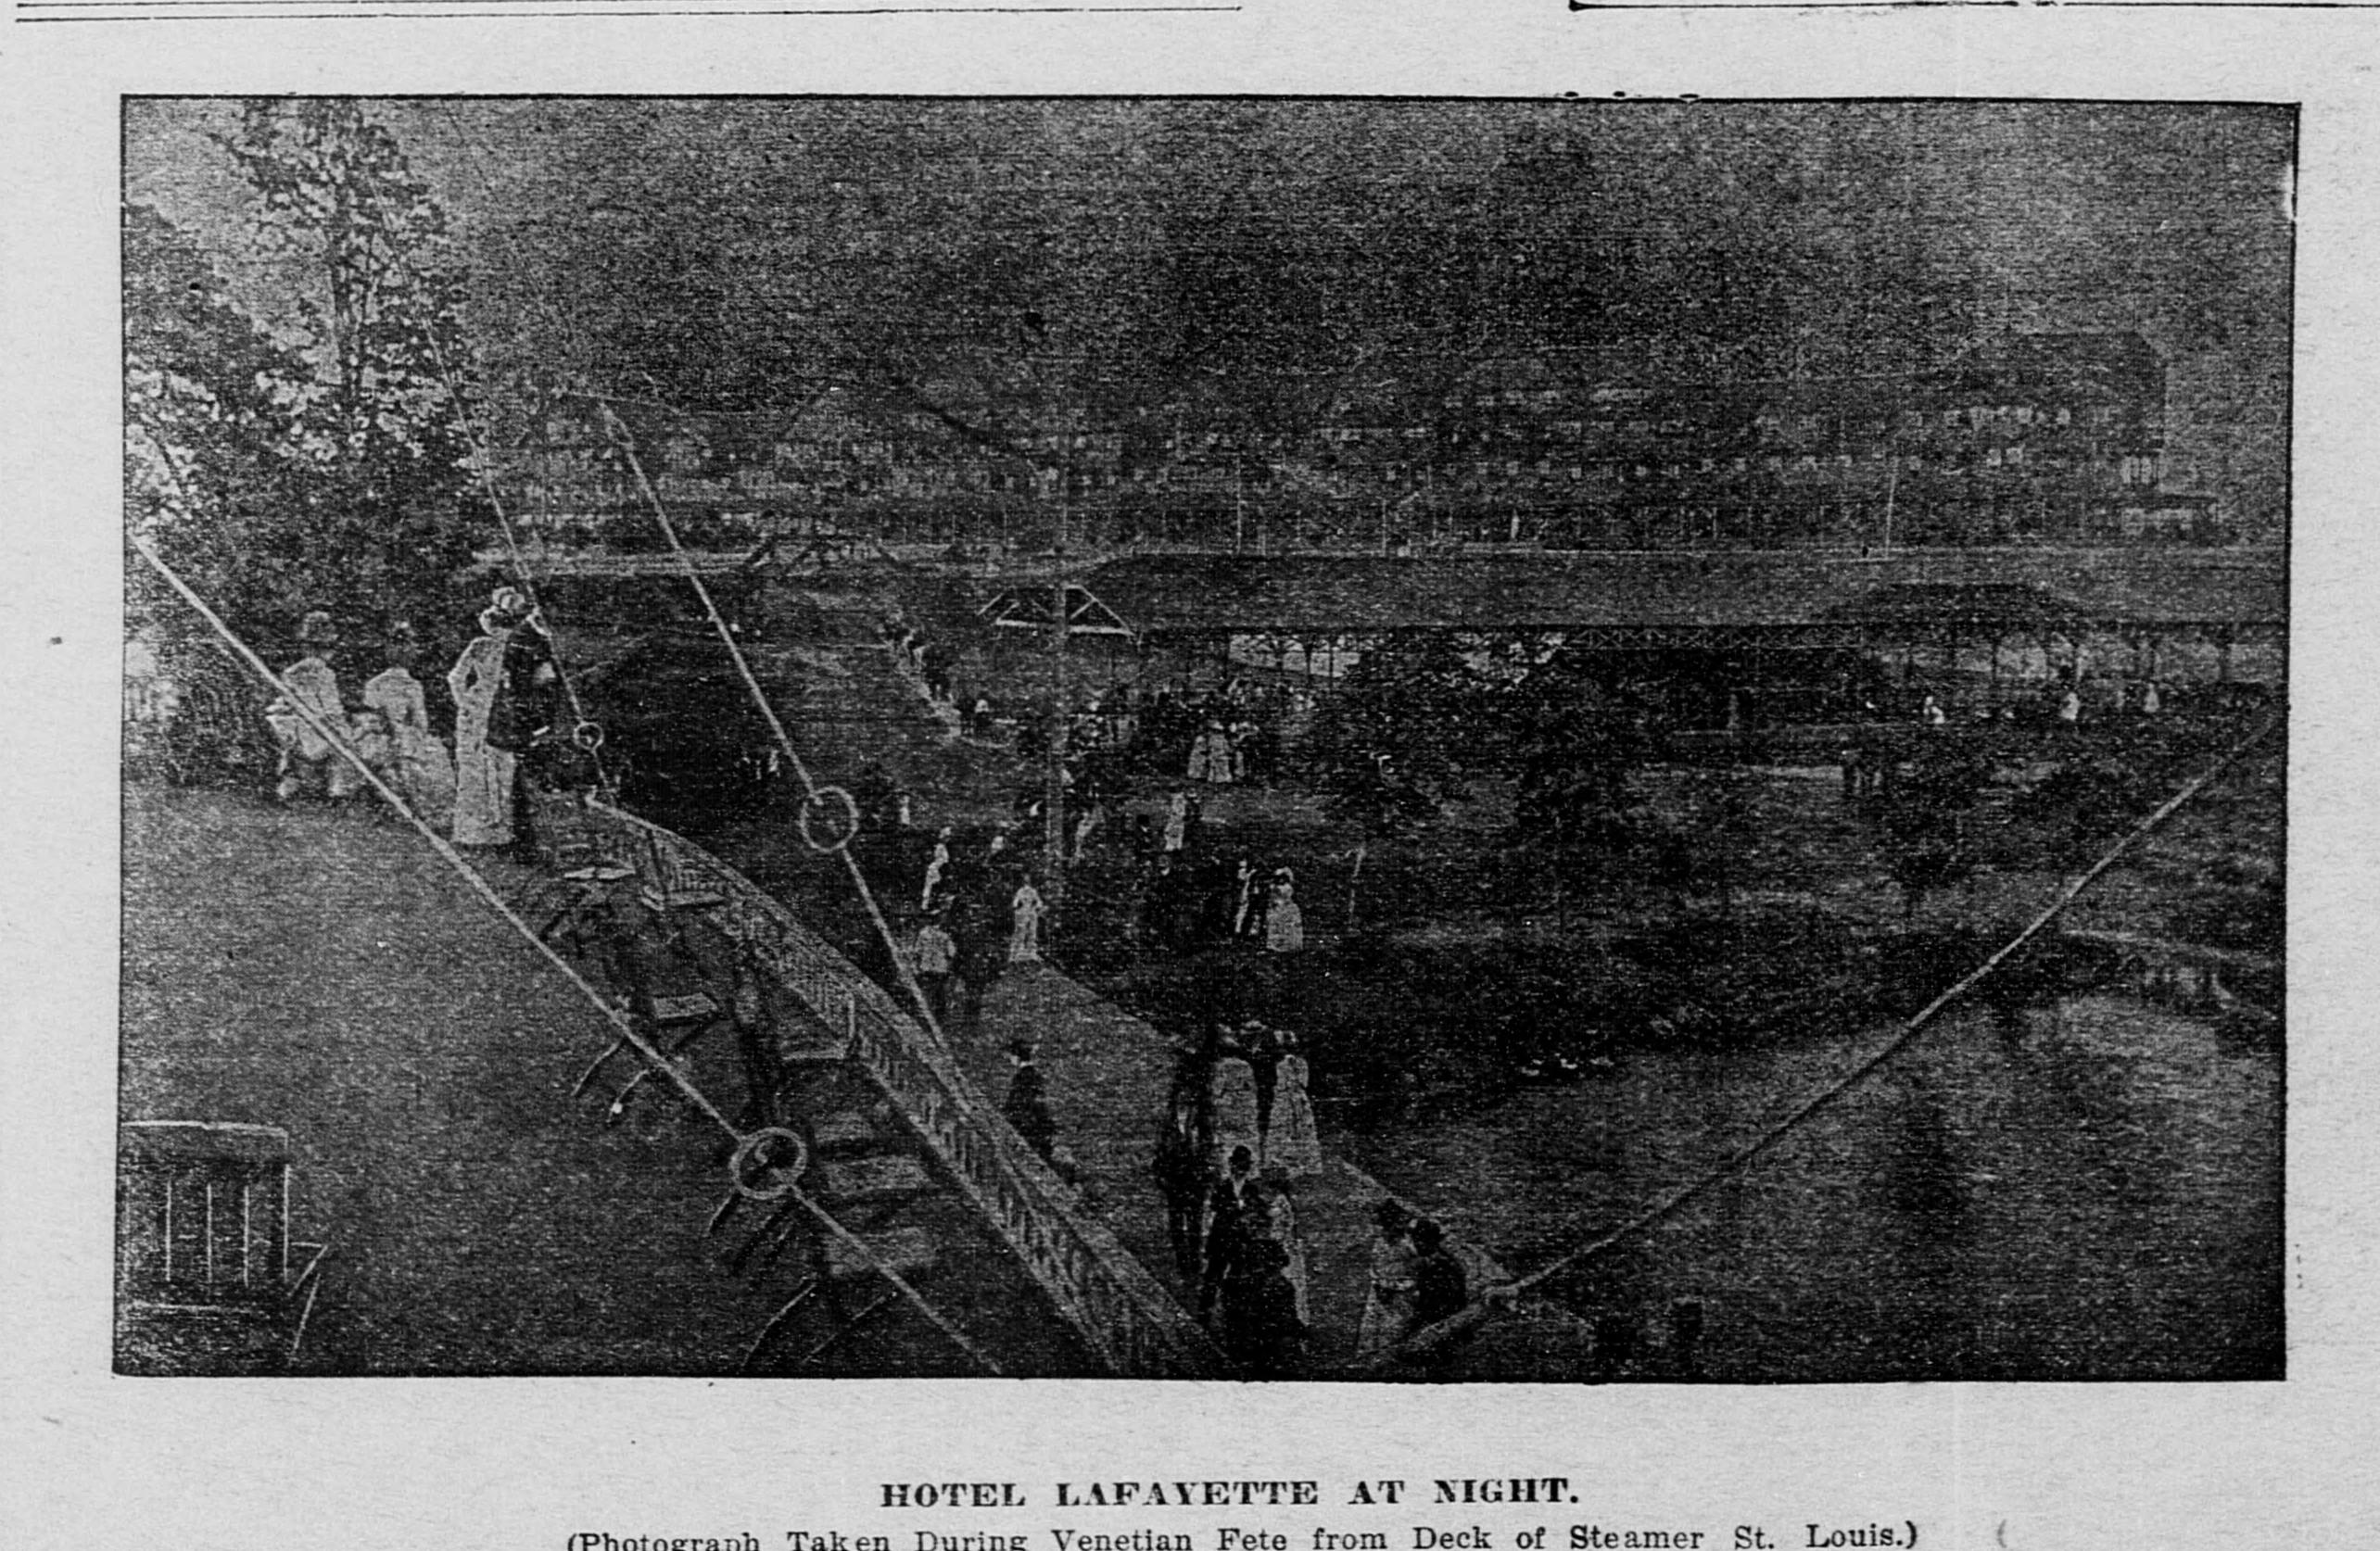 HOTEL LAFAYETTE AT NIGHT.
(Photograph Taken During Venetian Fete from Deck of Steamer St. Louis.)